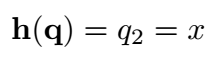 h(q) = q₂ = x